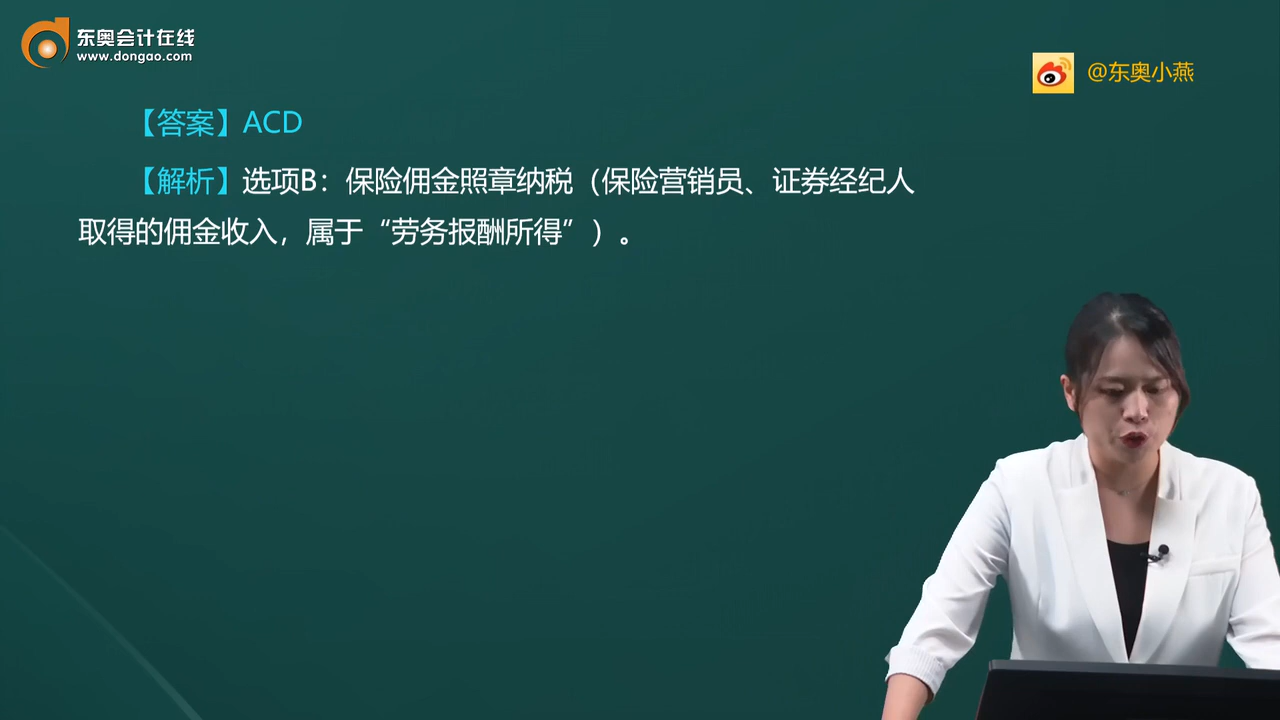 东奥会计在线
www.dongao.com
@东奥小燕
【答案】ACD
【解析】选项B：保险佣金照章纳税（保险营销员、证券经纪人
取得的佣金收入，属于“劳务报酬所得”）。